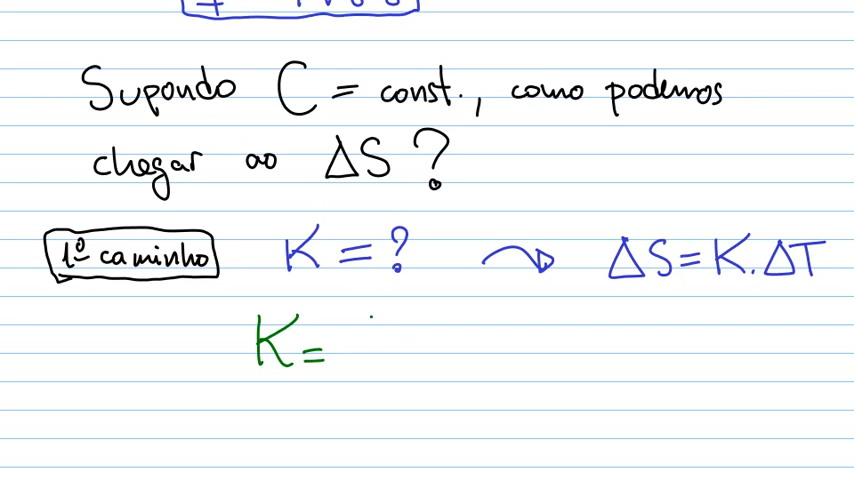 Supondo C = const., como podemos
chegar ao ΔS ?
1º caminho K = ? ΔS = K . ΔT
K =